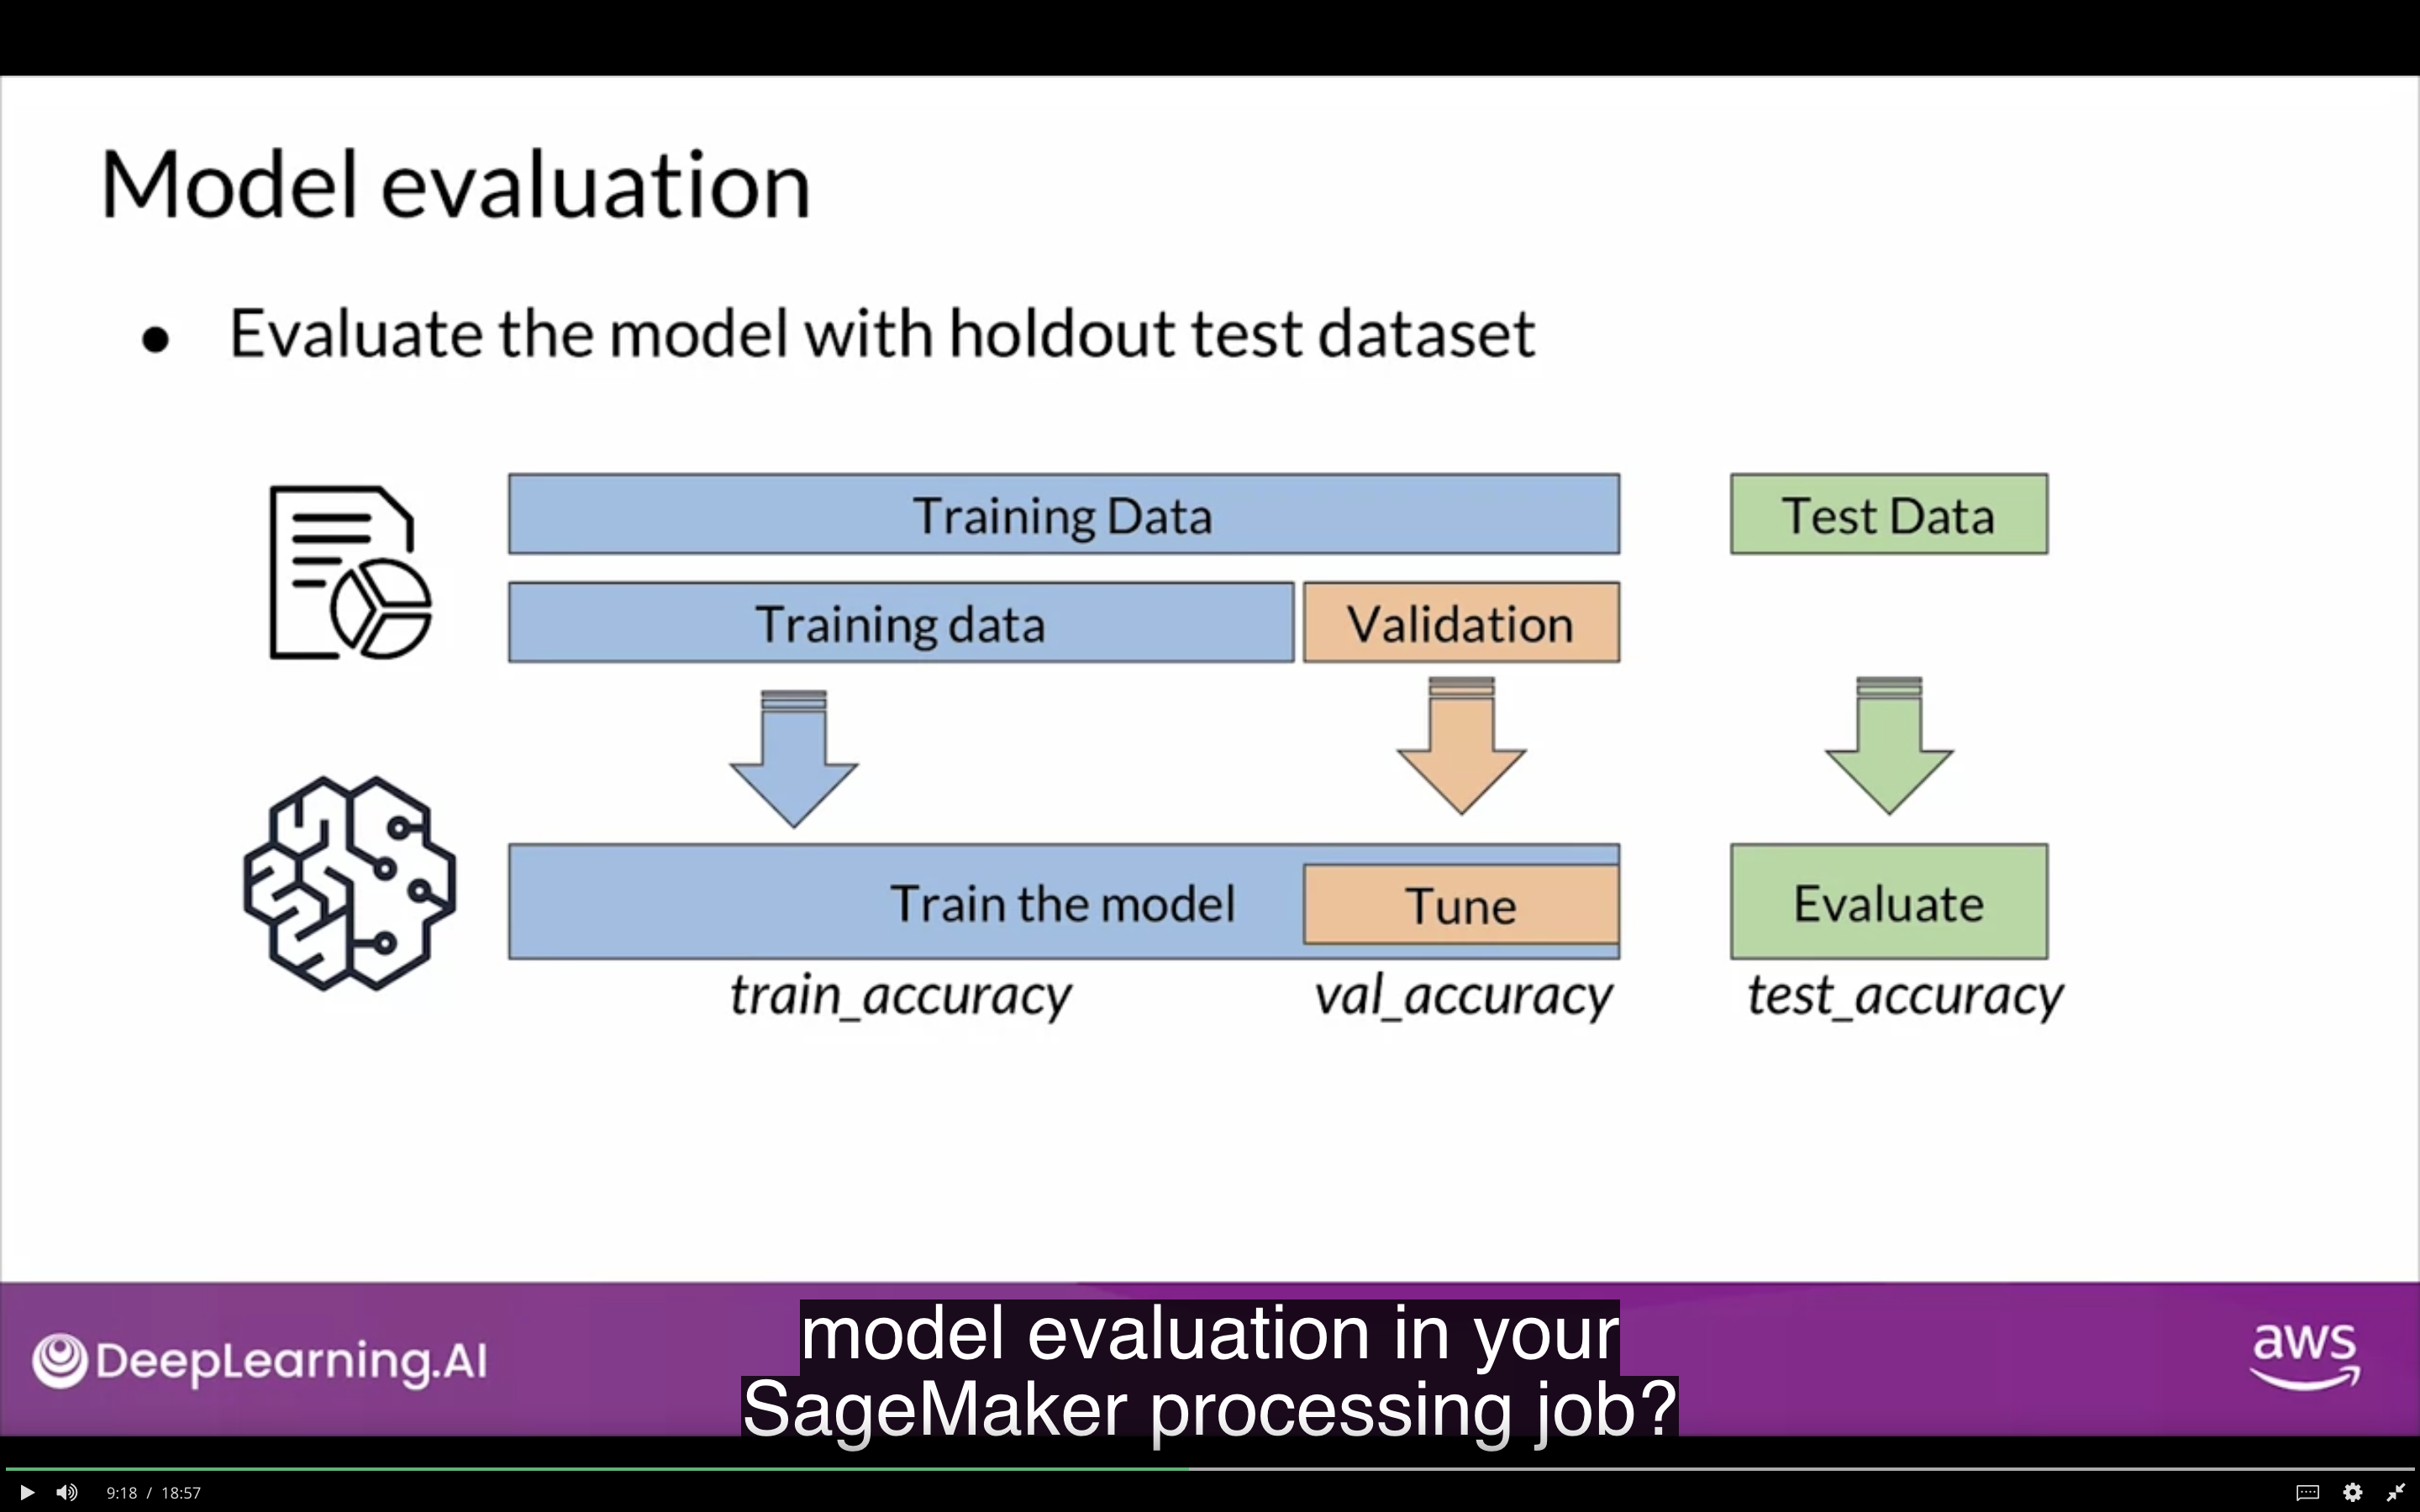 Model evaluation
● Evaluate the model with holdout test dataset
Training Data
Test Data
Training data
Validation
Train the model
Tune
Evaluate
train_accuracy
val_accuracy
test_accuracy
DeepLearning.AI
model evaluation in your
SageMaker processing job?
aws
9:18 / 18:57